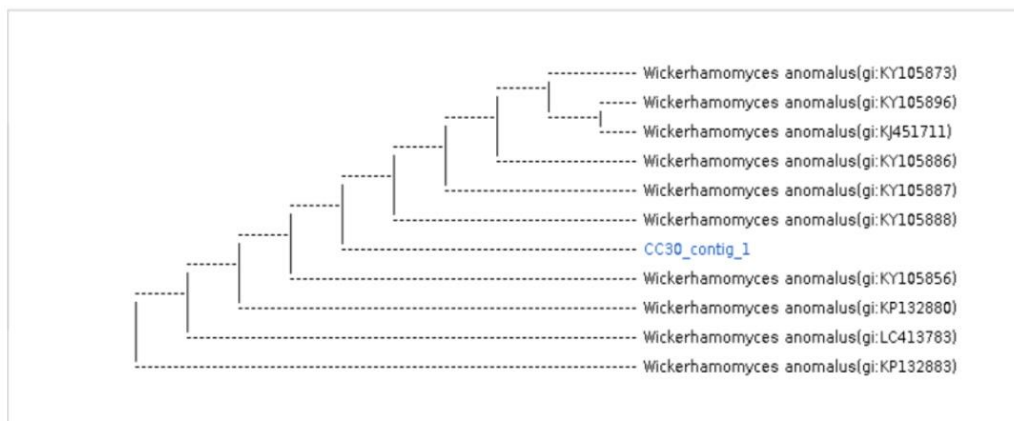 Wickerhamomyces anomalus(gi:KY105873)
Wickerhamomyces anomalus(gi:KY105896)
Wickerhamomyces anomalus(gi:KJ451711)
Wickerhamomyces anomalus(gi:KY105886)
Wickerhamomyces anomalus(gi:KY105887)
Wickerhamomyces anomalus(gi:KY105888)
CC30_contig_1
Wickerhamomyces anomalus(gi:KY105856)
Wickerhamomyces anomalus(gi:KP132880)
Wickerhamomyces anomalus(gi:LC413783)
Wickerhamomyces anomalus(gi:KP132883)